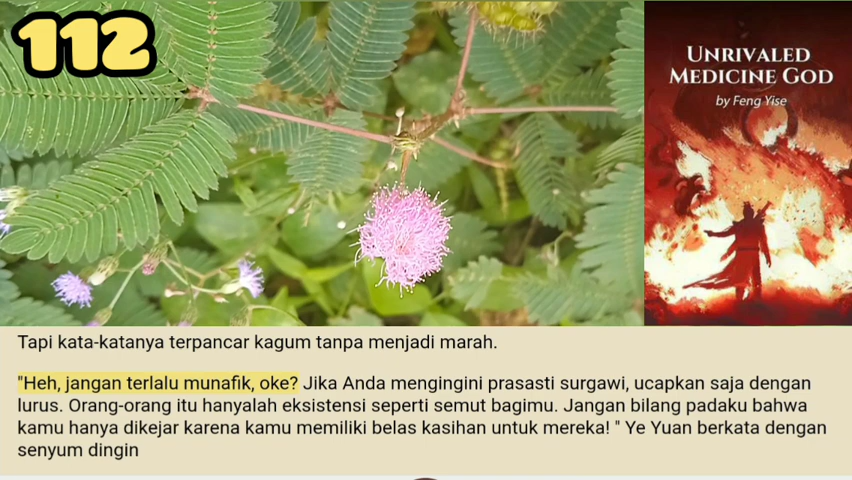 112
UNRIVALED
MEDICINE GOD
by Feng Yise
Tapi kata-katanya terpancar kagum tanpa menjadi marah.
"Heh, jangan terlalu munafik, oke? Jika Anda mengingini prasasti surgawi, ucapkan saja dengan
lurus. Orang-orang itu hanyalah eksistensi seperti semut bagimu. Jangan bilang padaku bahwa
kamu hanya dikejar karena kamu memiliki belas kasihan untuk mereka! " Ye Yuan berkata dengan
senyum dingin